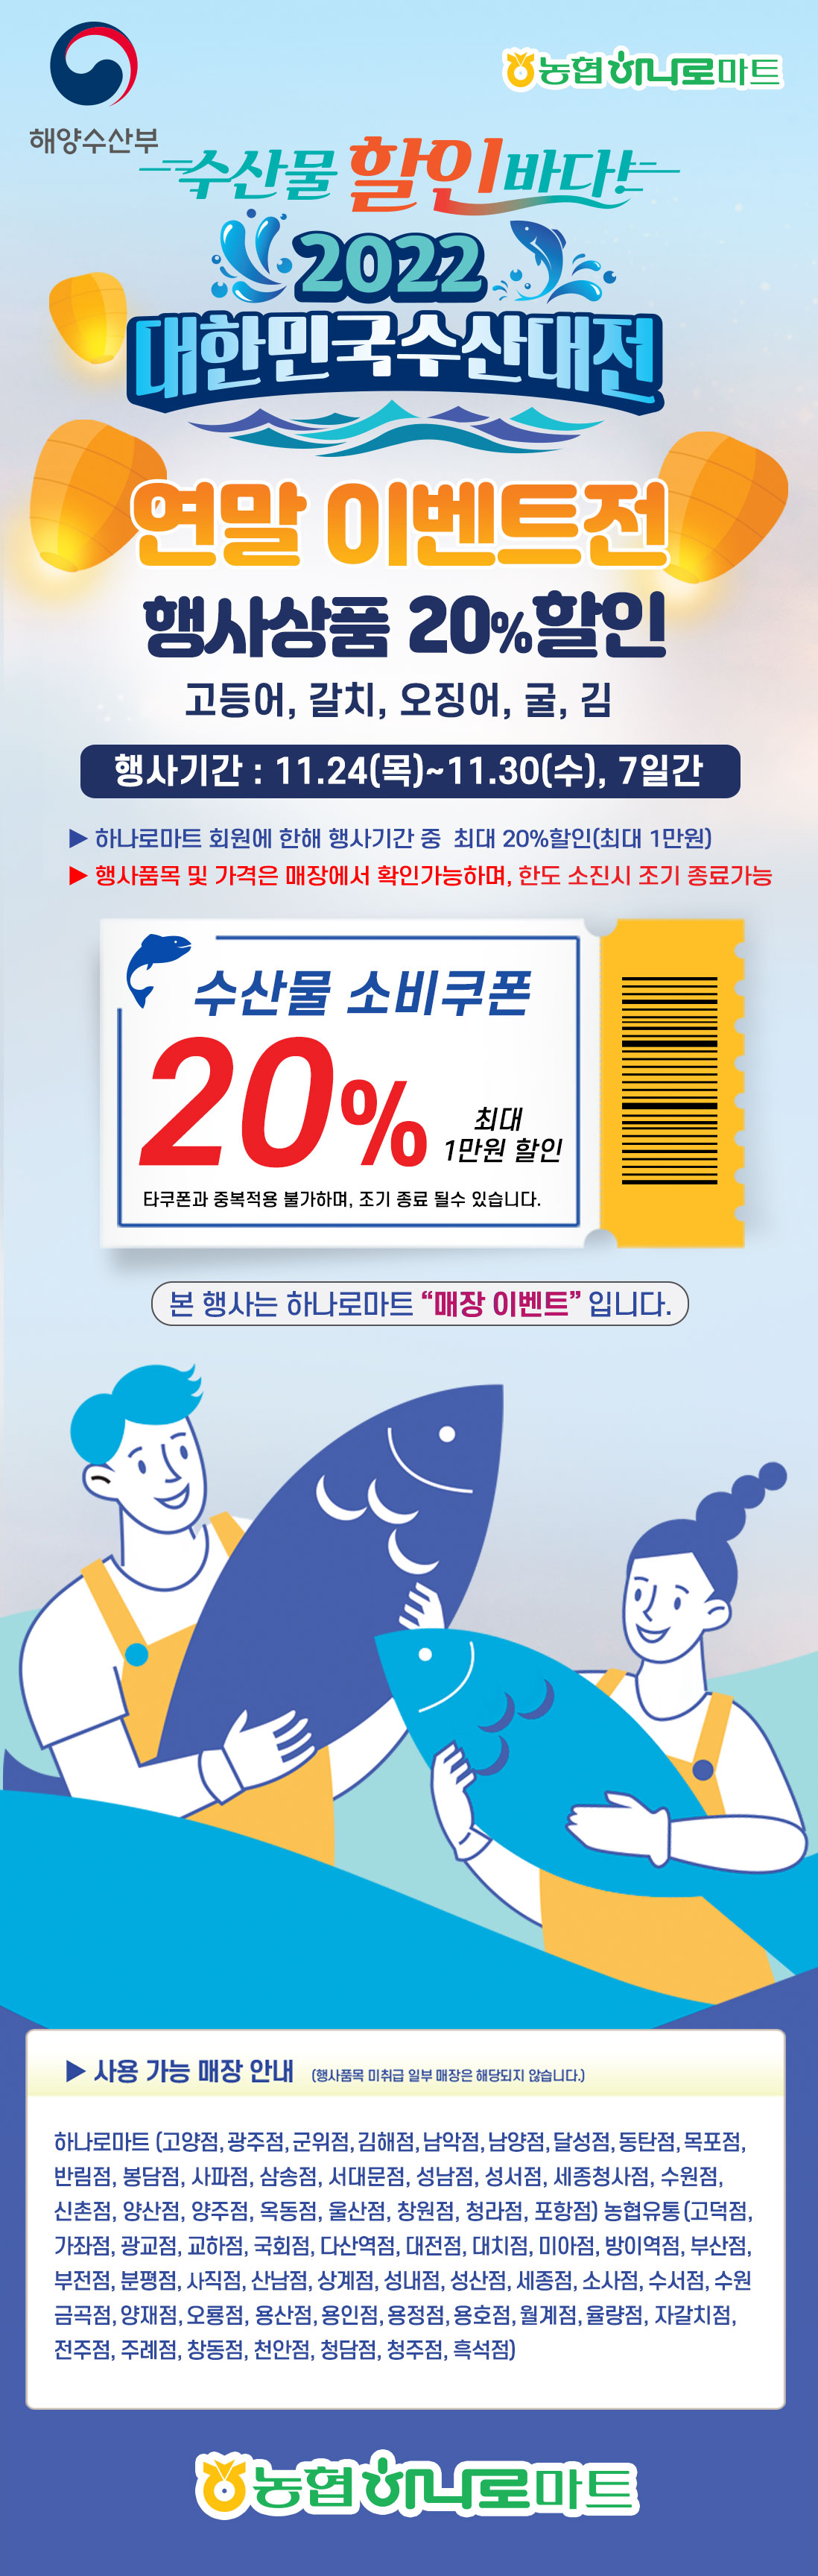 해양수산부
농협 하나로마트
수산물 할인 바다!
2022
대한민국수산대전
연말 이벤트전
행사상품 20%할인
고등어, 갈치, 오징어, 굴, 김
행사기간 : 11.24(목)~11.30(수), 7일간
▶ 하나로마트 회원에 한해 행사기간 중 최대 20%할인(최대 1만원)
▶ 행사품목 및 가격은 매장에서 확인가능하며, 한도 소진시 조기 종료가능
수산물 소비쿠폰
20%
최대
1만원 할인
타쿠폰과 중복적용 불가하며, 조기 종료 될수 있습니다.
본 행사는 하나로마트 “매장 이벤트” 입니다.
▶ 사용 가능 매장 안내 (행사품목 미취급 일부 매장은 해당되지 않습니다.)
하나로마트 (고양점, 광주점, 군위점, 김해점, 남악점, 남양점, 달성점, 동탄점, 목포점,
반림점, 봉담점, 사파점, 삼송점, 서대문점, 성남점, 성서점, 세종청사점, 수원점,
신촌점, 양산점, 양주점, 옥동점, 울산점, 창원점, 청라점, 포항점) 농협유통 (고덕점,
가좌점, 광교점, 교하점, 국회점, 다산역점, 대전점, 대치점, 미아점, 방이역점, 부산점,
부전점, 분평점, 사직점, 산남점, 상계점, 성내점, 성산점, 세종점, 소사점, 수서점, 수원
금곡점, 양재점, 오룡점, 용산점, 용인점, 용정점, 용호점, 월계점, 율량점, 자갈치점,
전주점, 주례점, 창동점, 천안점, 청담점, 청주점, 흑석점)
농협 하나로마트